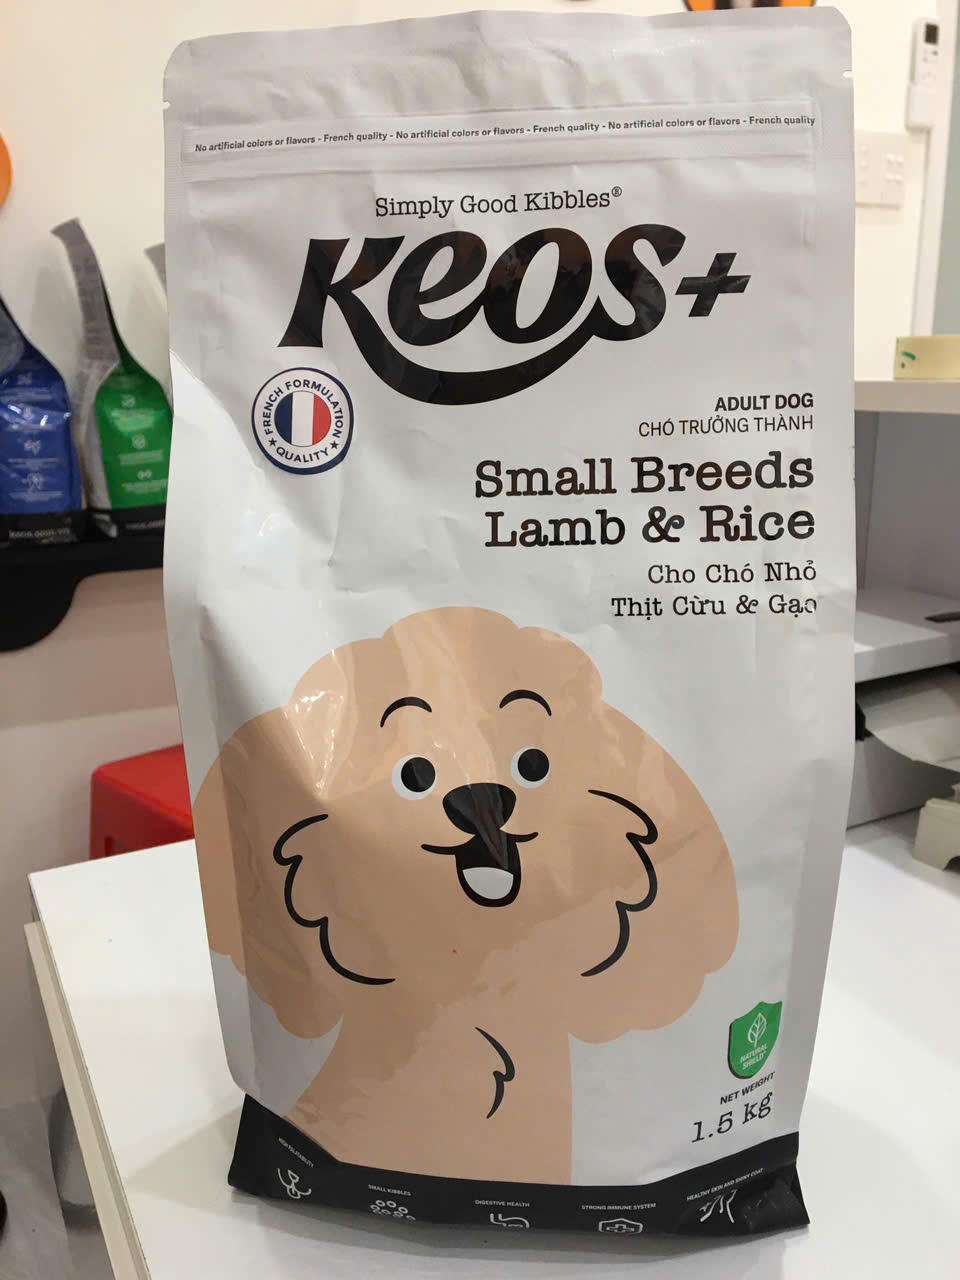 No artificial colors or flavors - French quality - No artificial colors or flavors - French quality - No artificial colors or flavors - French quality
Simply Good Kibbles®
Keos+
FRENCH FORMULATION
QUALITY
ADULT DOG
CHÓ TRƯỞNG THÀNH
Small Breeds
Lamb & Rice
Cho Chó Nhỏ
Thịt Cừu & Gạo
NATURAL
SHIELD
NET WEIGHT
1.5 kg
HIGH PALATABILITY
SMALL KIBBLES
DIGESTIVE HEALTH
STRONG IMMUNE SYSTEM
HEALTHY SKIN AND SHINY COAT